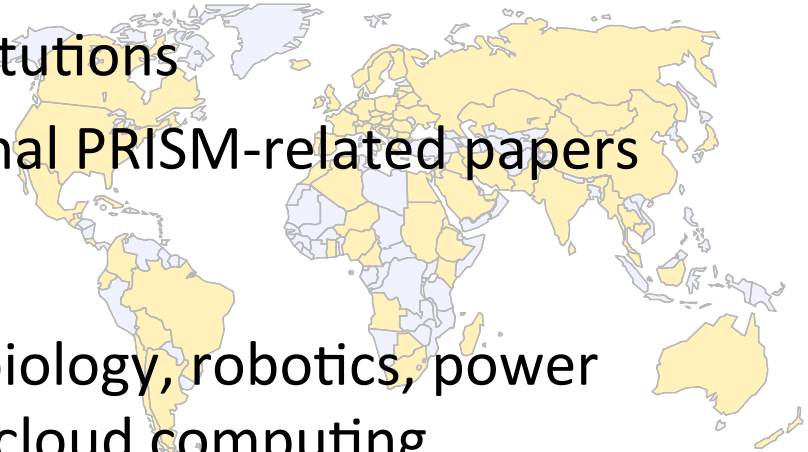 tutions
nal PRISM-related papers
biology, robotics, power
cloud computing